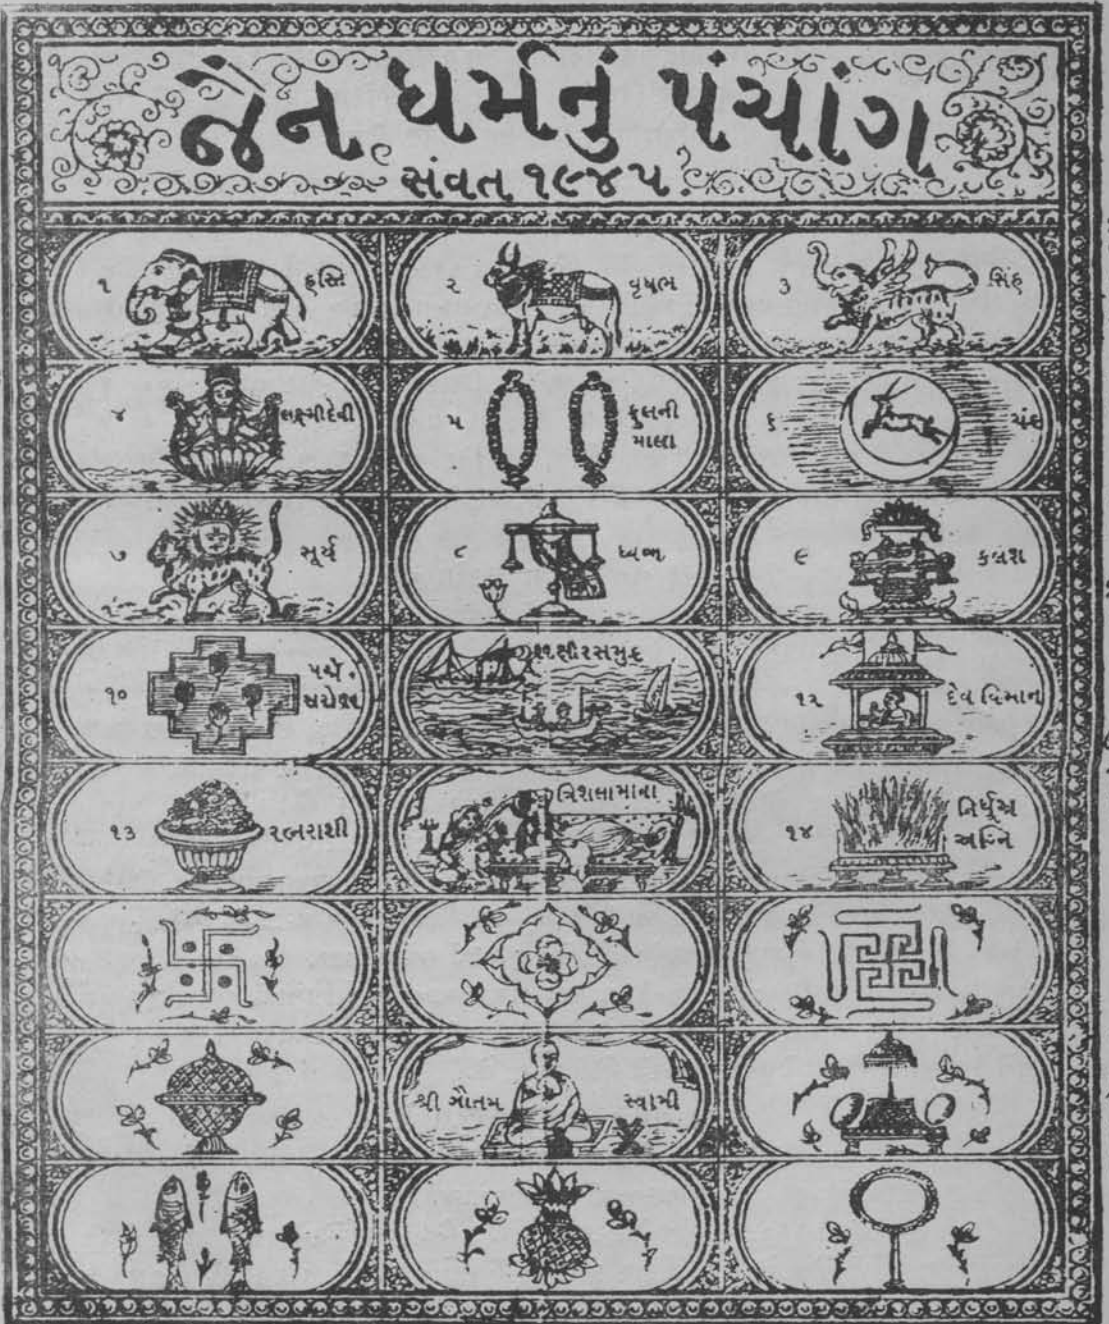 જૈન ધર્મનું પંચાંગ
સંવત ૧૯૪૫
૧ હસ્તિ
૨ વૃષભ
૩ સિંહ
૪ લક્ષ્મીદેવી
૫ ફુલની
માલા
૬ ચંદ્ર
૭ સૂર્ય
૮ ધ્વજ
૯ કલશ
૧૦ પદ્મ
સરોવર
૧૧ ક્ષીરસમુદ્ર
૧૨ દેવ વિમાન
૧૩ રત્નરાશી
ત્રિશલામાતા
૧૪ નિર્ધૂમ
અગ્નિ
શ્રી ગૌતમ સ્વામી